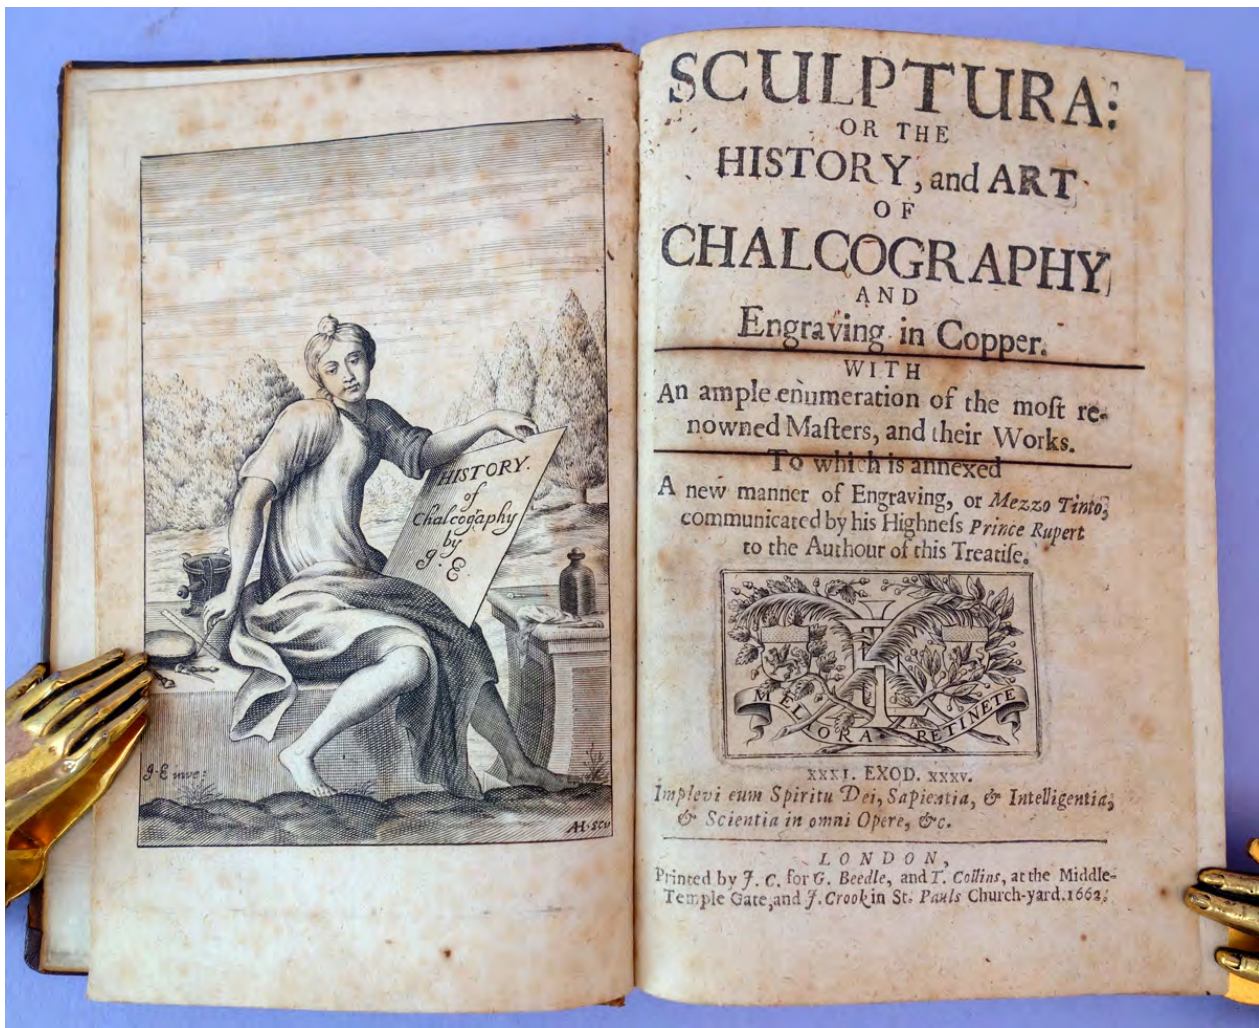 HISTORY.
of
Chalcogaphy
by
g. E.
g. E inve:
AH. scu
SCULPTURA:
OR THE
HISTORY, and ART
OF
CHALCOGRAPHY
AND
Engraving in Copper.
WITH
An ample enumeration of the moſt re-
nowned Maſters, and their Works.
To which is annexed
A new manner of Engraving, or Mezzo Tinto,
communicated by his Highneſs Prince Rupert
to the Authour of this Treatiſe.
MELIORA RETINETE
XXXI. EXOD. XXXV.
Implevi eum Spiritu Dei, Sapientia, & Intelligentia,
& Scientia in omni Opere, &c.
LONDON,
Printed by J. C. for G. Beedle, and T. Collins, at the Middle-
Temple Gate, and J. Crook in St. Pauls Church-yard. 1662.